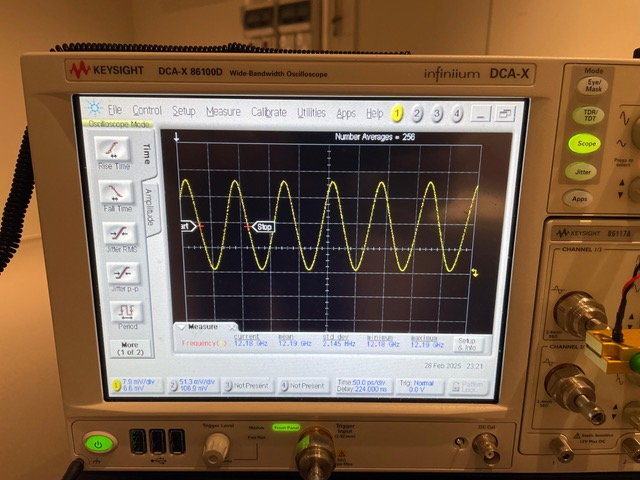 KEYSIGHT DCA-X 86100D Wide-Bandwidth Oscilloscope infiniium DCA-X
File Control Setup Measure Calibrate Utilities Apps Help 1 2 3 4
Oscilloscope Mode
Number Averages = 256
Time
Amplitude
Rise Time
Fall Time
Jitter RMS
Jitter p-p
Period
More
(1 of 2)
Stop
Measure
current mean std dev minimum maximum
Frequency 12.18 GHz 12.19 GHz 2.145 MHz 12.18 GHz 12.19 GHz
Setup
& Info
28 Feb 2025 23:21
1 7.9 mV/div
6.6 mV
2 51.3 mV/div
106.9 mV
3 Not Present
4 Not Present
Time:50.0 ps/div
Delay:224.000 ns
Trig: Normal
0.0 V
Mode
Eye/
Mask
TDR/
TDT
Scope
Jitter
Apps
KEYSIGHT 86117A
CHANNEL 1/3
Trigger Level
Front Panel
Trigger
Input
DC Cal